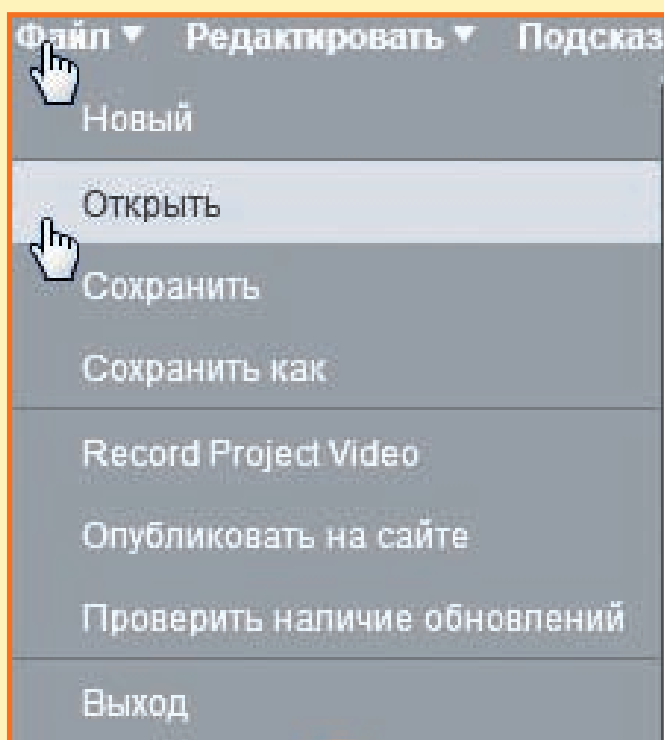 Файл ▼ Редактировать ▼ Подсказ
Новый
Открыть
Сохранить
Сохранить как
Record Project Video
Опубликовать на сайте
Проверить наличие обновлений
Выход